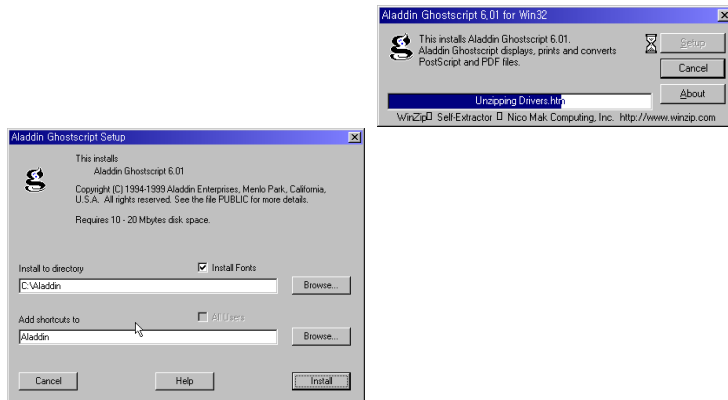 Aladdin Ghostscript 6.01 for Win32
This installs Aladdin Ghostscript 6.01.
Aladdin Ghostscript displays, prints and converts
PostScript and PDF files.
Setup
Cancel
About
Unzipping Drivers.htm
WinZip Self-Extractor Nico Mak Computing, Inc. http://www.winzip.com
Aladdin Ghostscript Setup
This installs
Aladdin Ghostscript 6.01
Copyright (C) 1994-1999 Aladdin Enterprises, Menlo Park, California,
U.S.A. All rights reserved. See the file PUBLIC for more details.
Requires 10 - 20 Mbytes disk space.
Install to directory
Install Fonts
C:\Aladdin
Browse...
Add shortcuts to
All Users
Aladdin
Browse...
Cancel
Help
Install